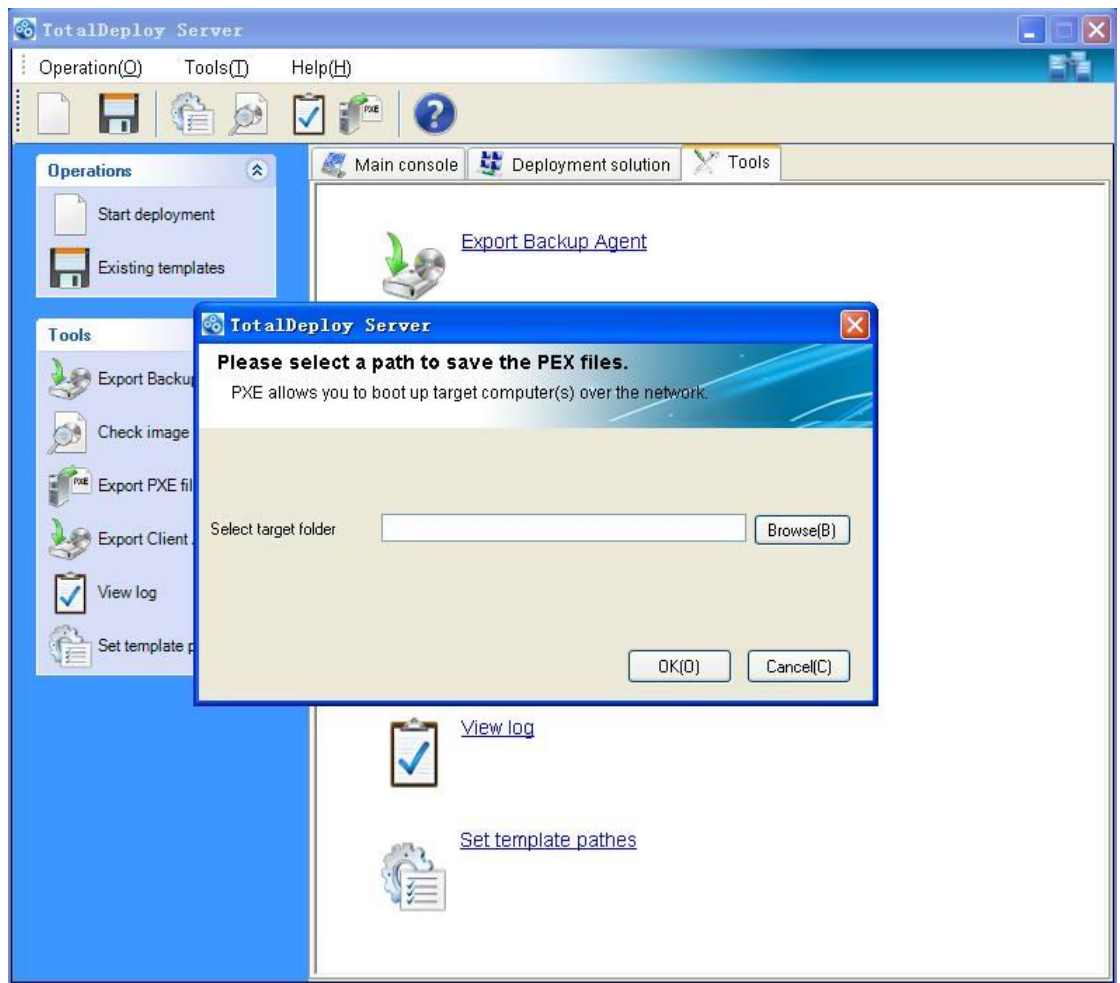 TotalDeploy Server
Operation(O) Tools(T) Help(H)
PXE
Operations
Start deployment
Existing templates
Tools
Export Backup
Check image
PXE
Export PXE fil
Export Client
View log
Set template p
Main console Deployment solution Tools
Export Backup Agent
TotalDeploy Server
Please select a path to save the PEX files.
PXE allows you to boot up target computer(s) over the network.
Select target folder
Browse(B)
OK(O) Cancel(C)
View log
Set template pathes